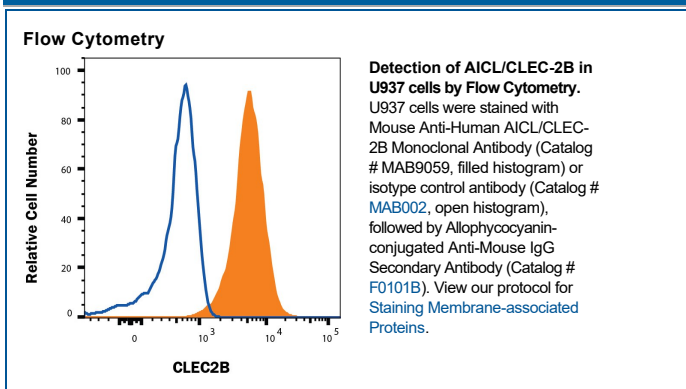 Flow Cytometry
100
80
60
40
20
0
Relative Cell Number
0
10 3
10 4
10 5
CLEC2B
Detection of AICL/CLEC-2B in
U937 cells by Flow Cytometry.
U937 cells were stained with
Mouse Anti-Human AICL/CLEC-
2B Monoclonal Antibody (Catalog
# MAB9059, filled histogram) or
isotype control antibody (Catalog #
MAB002, open histogram),
followed by Allophycocyanin-
conjugated Anti-Mouse IgG
Secondary Antibody (Catalog #
F0101B). View our protocol for
Staining Membrane-associated
Proteins.